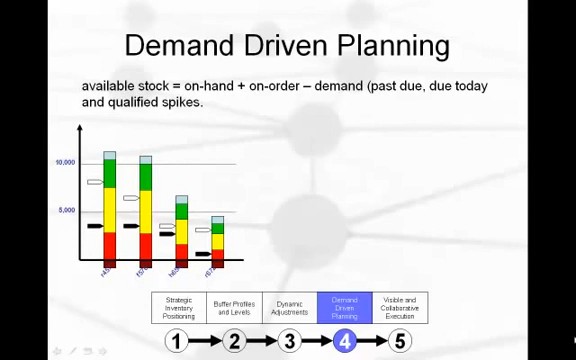 Demand Driven Planning
available stock = on-hand + on-order – demand (past due, due today
and qualified spikes.
10,000
5,000
Strategic
Inventory
Positioning
Buffer Profiles
and Levels
Dynamic
Adjustments
Demand
Driven
Planning
Visible and
Collaborative
Execution
1
2
3
4
5